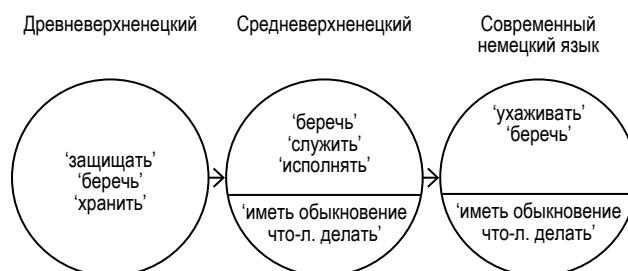 Древневерхненецкий
Средневерхненецкий
Современный
немецкий язык
‘защищать’
‘беречь’
‘хранить’
‘беречь’
‘служить’
‘исполнять’
‘иметь обыкновение
что-л. делать’
‘ухаживать’
‘беречь’
‘иметь обыкновение
что-л. делать’